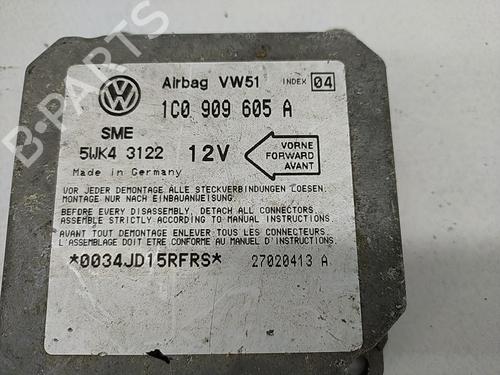 B-PARTS
VW
Airbag VW51 INDEX 04
1C0 909 605 A
SME
5WK4 3122 12V
VORNE
FORWARD
AVANT
Made in Germany
VOR JEDER DEMONTAGE ALLE STECKVERBINDUNGEN LOESEN.
MONTAGE NUR NACH EINBAUANWEISUNG.
BEFORE EVERY DISASSEMBLY, DETACH ALL CONNECTORS.
ASSEMBLE STRICTLY ACCORDING TO MANUAL INSTRUCTIONS.
AVANT TOUT DEMONTAGE ENLEVER TOUS LES CONNECTEURS.
L'ASSEMBLAGE DOIT ETRE CONFORME AU MANUEL D'INSTRUCTIONS.
*0034JD15RFRS* 27020413 A